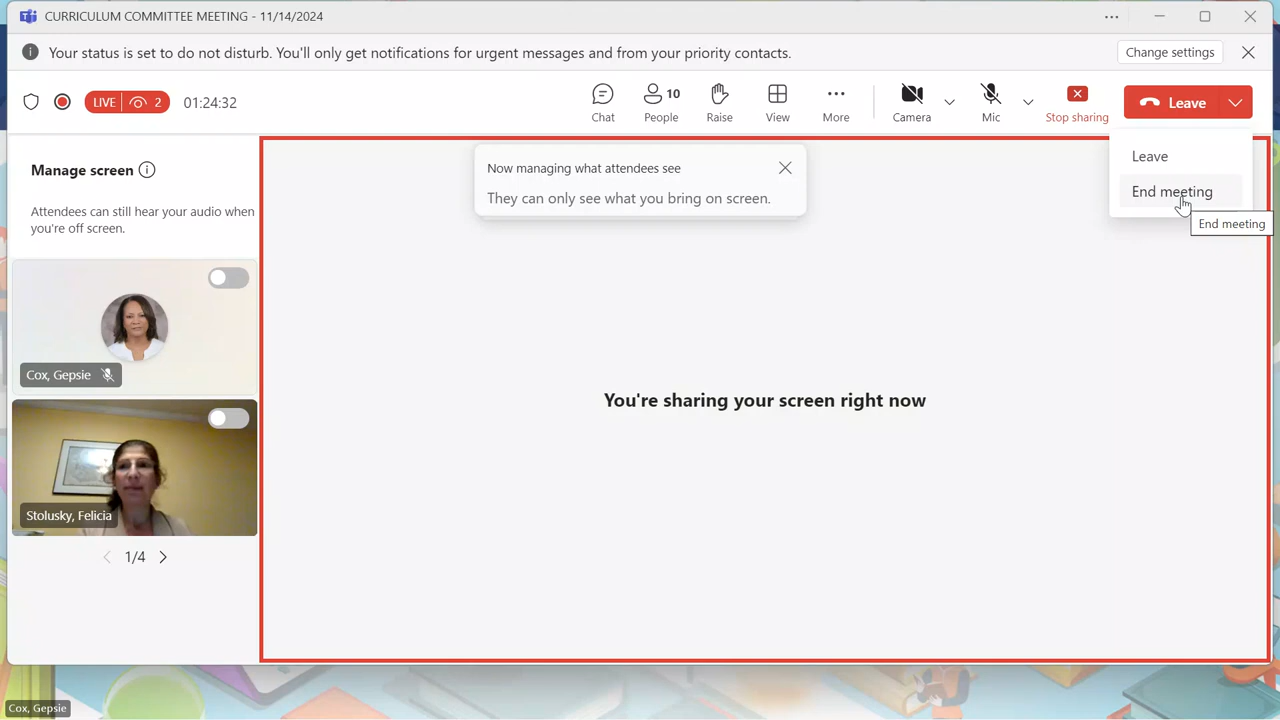 CURRICULUM COMMITTEE MEETING - 11/14/2024
Your status is set to do not disturb. You'll only get notifications for urgent messages and from your priority contacts.
Change settings
LIVE 2
01:24:32
Chat
10
People
Raise
View
More
Camera
Mic
Stop sharing
Leave
Leave
End meeting
End meeting
Manage screen
Attendees can still hear your audio when
you're off screen.
Now managing what attendees see
They can only see what you bring on screen.
Cox, Gepsie
Stolusky, Felicia
1/4
You're sharing your screen right now
Cox, Gepsie